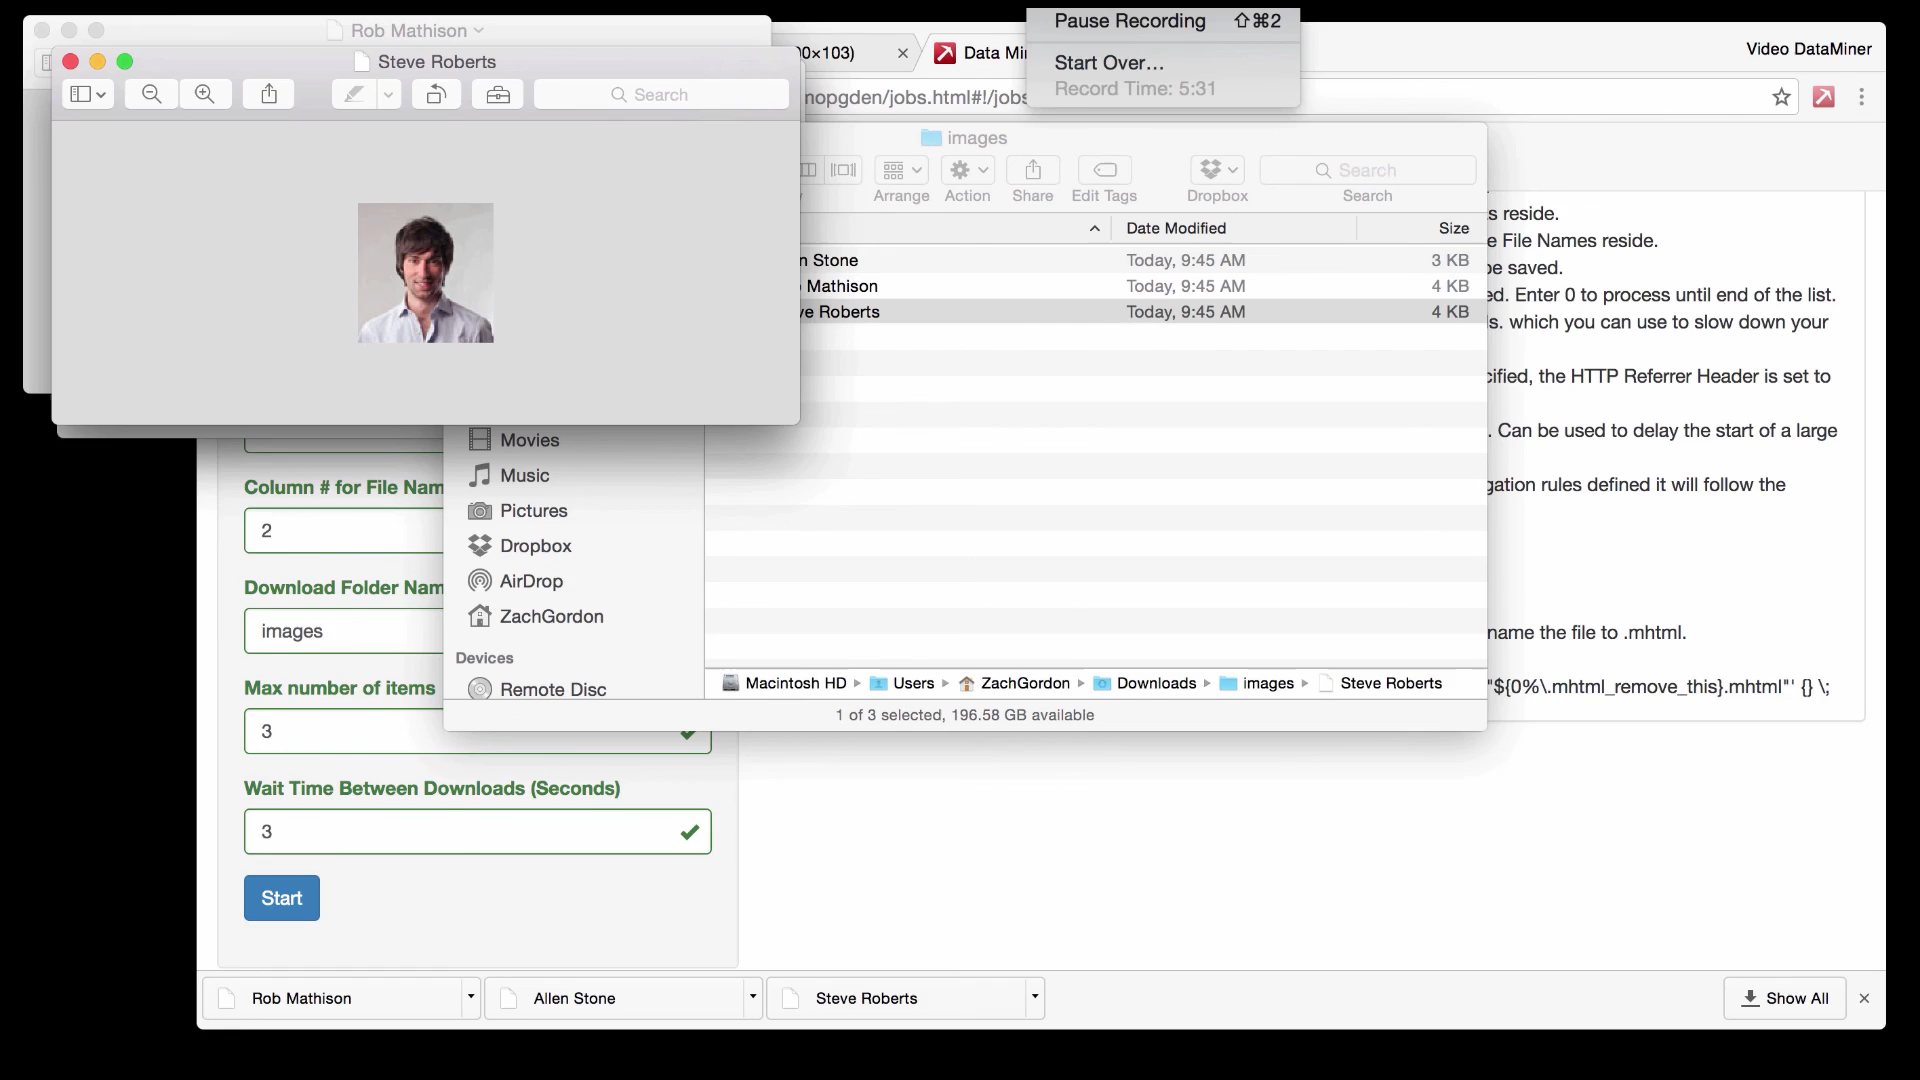 Pause Recording ⇧⌘2
Start Over...
Record Time: 5:31
Rob Mathison
Steve Roberts
Search
0×103)
Data Mi
Video DataMiner
nopgden/jobs.html#!/jobs
images
Arrange
Action
Share
Edit Tags
Dropbox
Search
Search
Date Modified
Size
n Stone
Today, 9:45 AM
3 KB
Mathison
Today, 9:45 AM
4 KB
ve Roberts
Today, 9:45 AM
4 KB
s reside.
e File Names reside.
be saved.
ed. Enter 0 to process until end of the list.
s. which you can use to slow down your
cified, the HTTP Referrer Header is set to
. Can be used to delay the start of a large
gation rules defined it will follow the
name the file to .mhtml.
"${0%\.mhtml_remove_this}.mhtml"' {} \;
Movies
Music
Pictures
Dropbox
AirDrop
ZachGordon
Devices
Remote Disc
Macintosh HD
Users
ZachGordon
Downloads
images
Steve Roberts
1 of 3 selected, 196.58 GB available
Column # for File Nam
2
Download Folder Nam
images
Max number of items
3
Wait Time Between Downloads (Seconds)
3
Start
Rob Mathison
Allen Stone
Steve Roberts
Show All